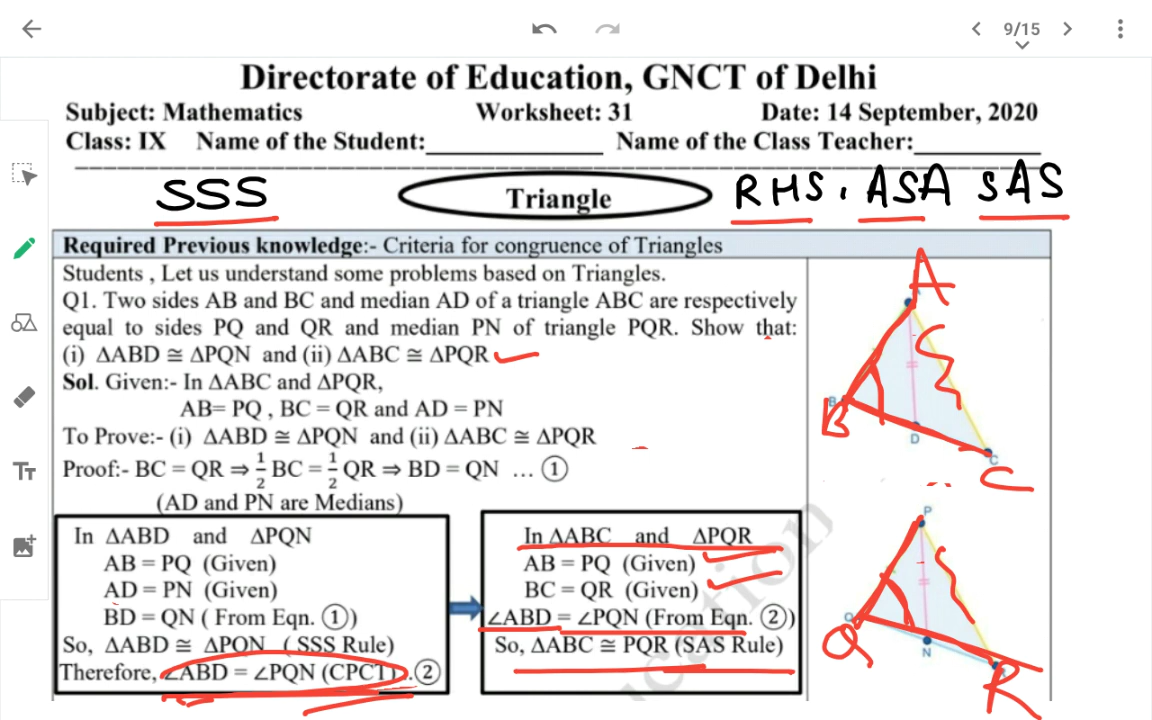 9/15
Directorate of Education, GNCT of Delhi
Subject: Mathematics Worksheet: 31 Date: 14 September, 2020
Class: IX Name of the Student:____________ Name of the Class Teacher:__________
SSS Triangle RHS, ASA SAS
Required Previous knowledge:- Criteria for congruence of Triangles
Students , Let us understand some problems based on Triangles.
Q1. Two sides AB and BC and median AD of a triangle ABC are respectively
equal to sides PQ and QR and median PN of triangle PQR. Show that:
(i) ΔABD ≅ ΔPQN and (ii) ΔABC ≅ ΔPQR
Sol. Given:- In ΔABC and ΔPQR,
AB= PQ , BC = QR and AD = PN
To Prove:- (i) ΔABD ≅ ΔPQN and (ii) ΔABC ≅ ΔPQR
Proof:- BC = QR ⇒ 1/2 BC = 1/2 QR ⇒ BD = QN … ①
(AD and PN are Medians)
In ΔABD and ΔPQN
AB = PQ (Given)
AD = PN (Given)
BD = QN ( From Eqn. ①)
So, ΔABD ≅ ΔPQN ( SSS Rule)
Therefore, ∠ABD = ∠PQN (CPCT) .②
In ΔABC and ΔPQR
AB = PQ (Given)
BC = QR (Given)
∠ABD = ∠PQN (From Eqn. ②)
So, ΔABC ≅ PQR (SAS Rule)
A
B
B
D
C
C
P
Q
Q
N
R
Tт